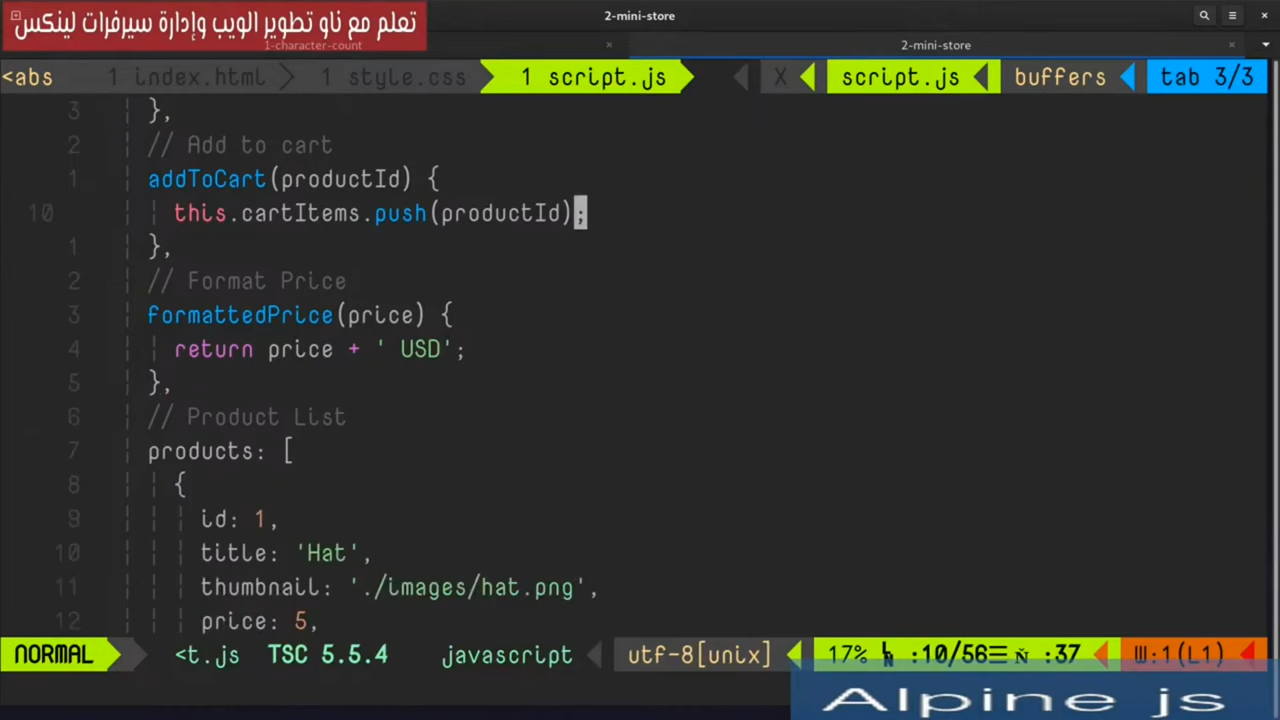 تعلم مع ناو تطوير الويب وإدارة سيرفرات لينكس
2-mini-store
1-character-count
2-mini-store
<abs 1 index.html 1 style.css 1 script.js X script.js buffers tab 3/3
3 },
2 // Add to cart
1 addToCart(productId) {
10 this.cartItems.push(productId);
1 },
2 // Format Price
3 formattedPrice(price) {
4 return price + ' USD';
5 },
6 // Product List
7 products: [
8 {
9 id: 1,
10 title: 'Hat',
11 thumbnail: './images/hat.png',
12 price: 5,
NORMAL <t.js TSC 5.5.4 javascript utf-8[unix] 17% :10/56 :37 W:1(L1)
Alpine js